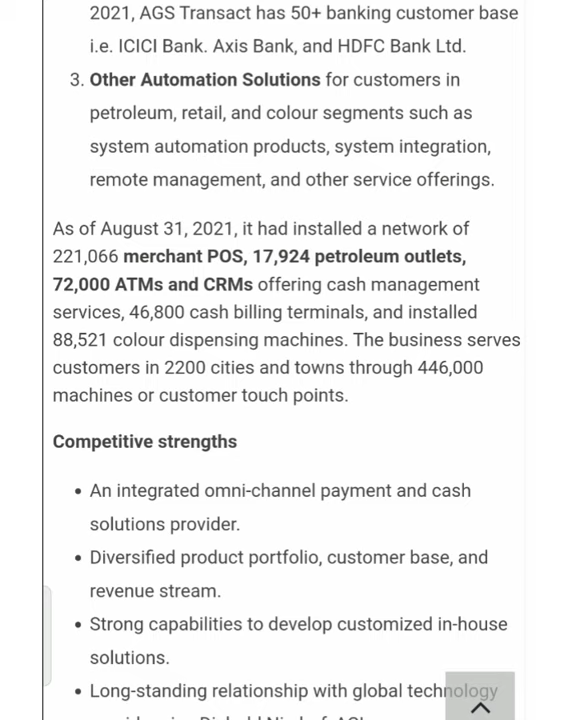 2021, AGS Transact has 50+ banking customer base
i.e. ICICI Bank. Axis Bank, and HDFC Bank Ltd.
3. Other Automation Solutions for customers in
petroleum, retail, and colour segments such as
system automation products, system integration,
remote management, and other service offerings.
As of August 31, 2021, it had installed a network of
221,066 merchant POS, 17,924 petroleum outlets,
72,000 ATMs and CRMs offering cash management
services, 46,800 cash billing terminals, and installed
88,521 colour dispensing machines. The business serves
customers in 2200 cities and towns through 446,000
machines or customer touch points.
Competitive strengths
• An integrated omni-channel payment and cash
solutions provider.
• Diversified product portfolio, customer base, and
revenue stream.
• Strong capabilities to develop customized in-house
solutions.
• Long-standing relationship with global technology